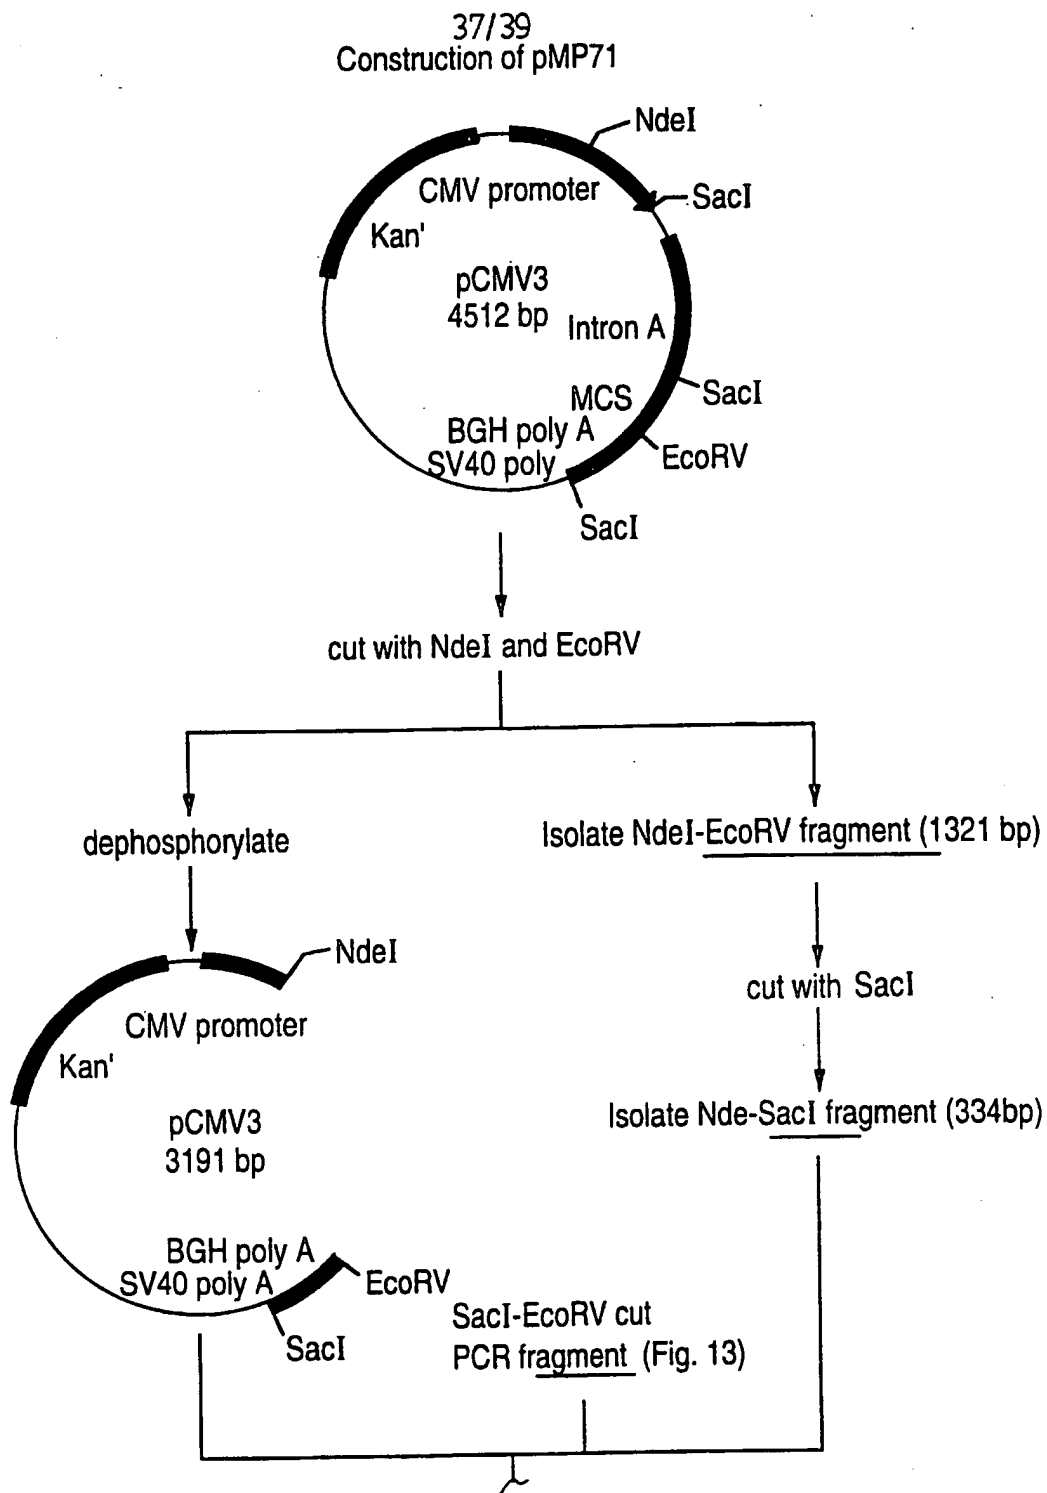 37/39
Construction of pMP71
NdeI
CMV promoter
SacI
Kan'
pCMV3
4512 bp
Intron A
SacI
MCS
BGH poly A
SV40 poly
EcoRV
SacI
cut with NdeI and EcoRV
dephosphorylate
Isolate NdeI-EcoRV fragment (1321 bp)
NdeI
cut with SacI
CMV promoter
Kan'
Isolate Nde-SacI fragment (334bp)
pCMV3
3191 bp
BGH poly A
SV40 poly A
EcoRV
SacI
SacI-EcoRV cut
PCR fragment (Fig. 13)